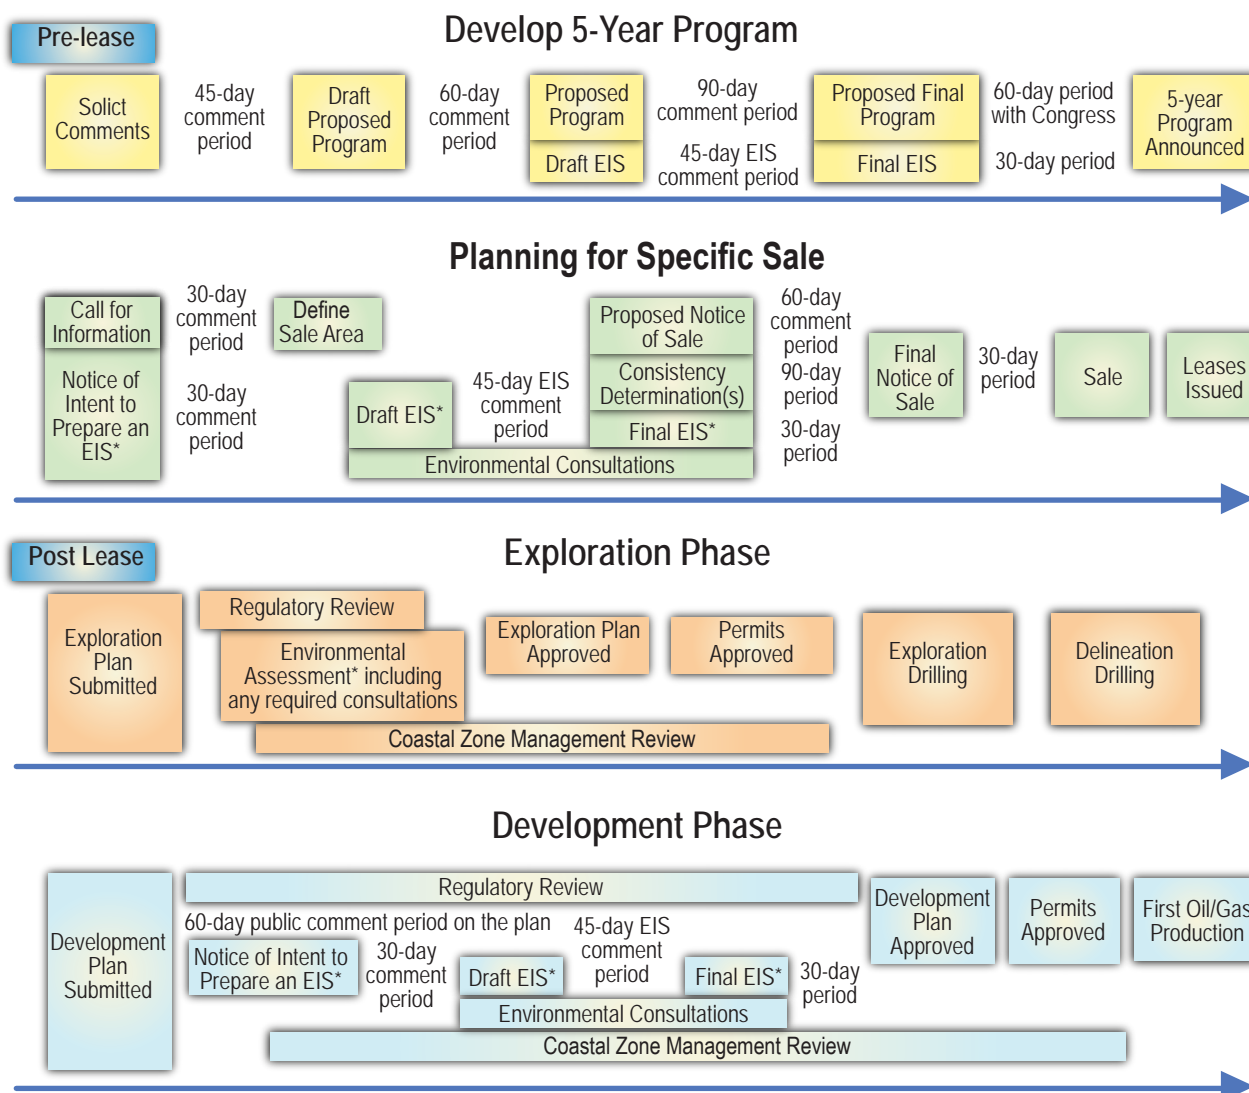 Pre-lease
Develop 5-Year Program
Solict
Comments
45-day
comment
period
Draft
Proposed
Program
60-day
comment
period
Proposed
Program
Draft EIS
90-day
comment period
45-day EIS
comment period
Proposed Final
Program
Final EIS
60-day period
with Congress
30-day period
5-year
Program
Announced
Planning for Specific Sale
Call for
Information
Notice of
Intent to
Prepare an
EIS*
30-day
comment
period
30-day
comment
period
Define
Sale Area
Draft EIS*
45-day EIS
comment
period
Proposed Notice
of Sale
Consistency
Determination(s)
Final EIS*
Environmental Consultations
60-day
comment
period
90-day
period
30-day
period
Final
Notice of
Sale
30-day
period
Sale
Leases
Issued
Post Lease
Exploration Phase
Exploration
Plan
Submitted
Regulatory Review
Environmental
Assessment* including
any required consultations
Coastal Zone Management Review
Exploration Plan
Approved
Permits
Approved
Exploration
Drilling
Delineation
Drilling
Development Phase
Development
Plan
Submitted
Regulatory Review
60-day public comment period on the plan
Notice of Intent to
Prepare an EIS*
30-day
comment
period
Draft EIS*
45-day EIS
comment
period
Final EIS*
30-day
period
Environmental Consultations
Coastal Zone Management Review
Development
Plan
Approved
Permits
Approved
First Oil/Gas
Production